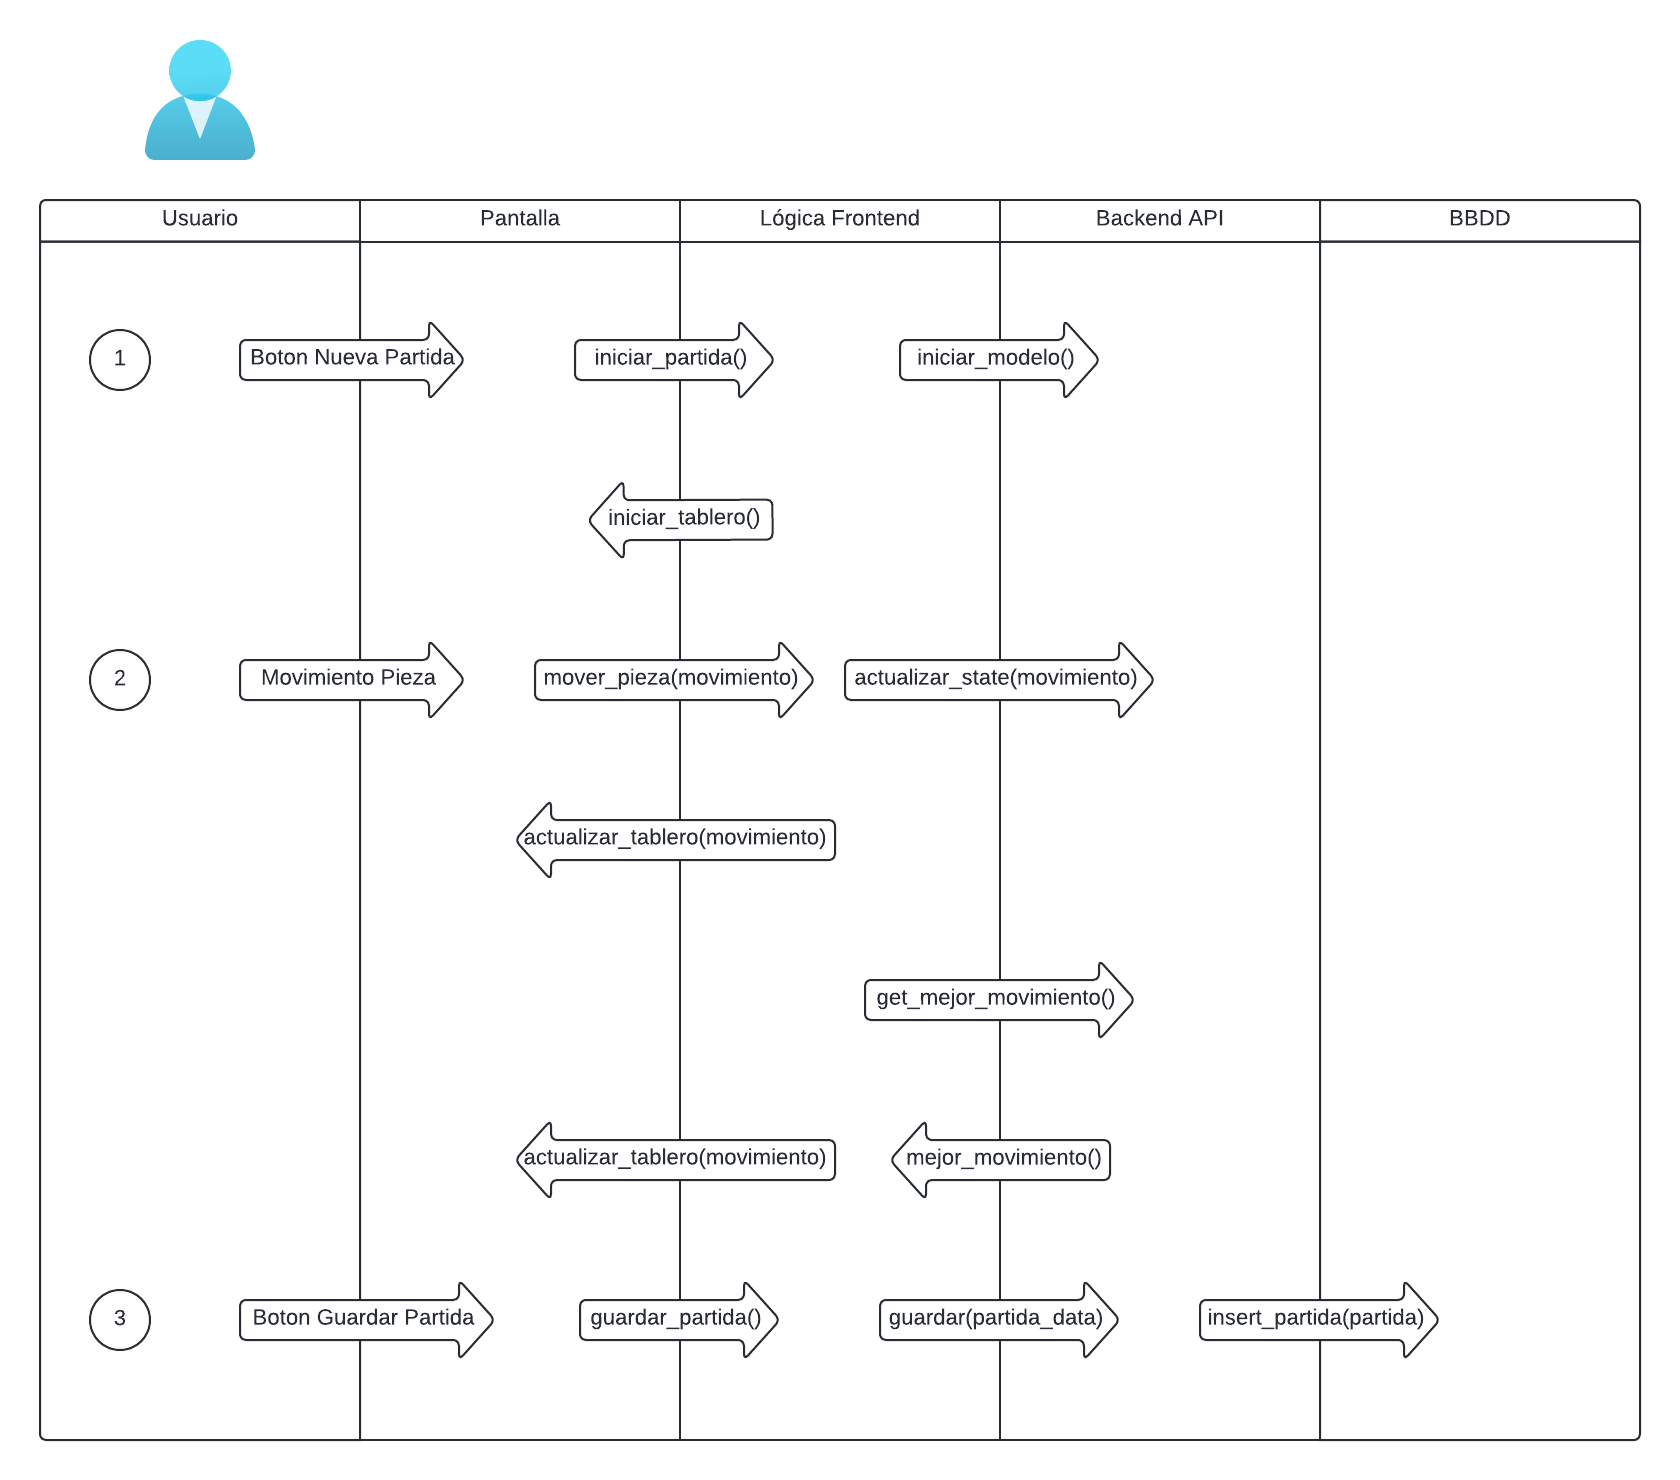 Usuario
Pantalla
Lógica Frontend
Backend API
BBDD
1
Boton Nueva Partida
iniciar_partida()
iniciar_modelo()
iniciar_tablero()
2
Movimiento Pieza
mover_pieza(movimiento)
actualizar_state(movimiento)
actualizar_tablero(movimiento)
get_mejor_movimiento()
actualizar_tablero(movimiento)
mejor_movimiento()
3
Boton Guardar Partida
guardar_partida()
guardar(partida_data)
insert_partida(partida)